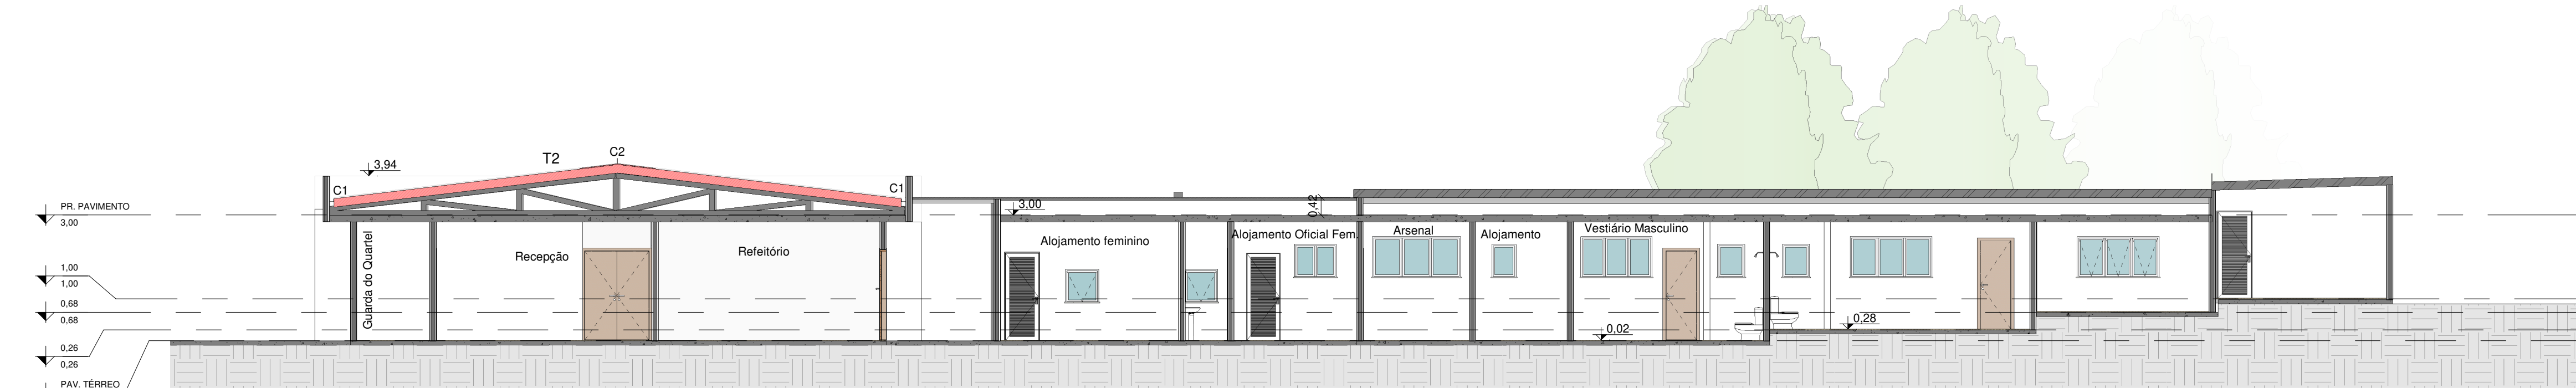 C2
T2
3,94
C1
C1
PR. PAVIMENTO
3,00
3,00
0,42
Guarda do Quartel
Recepção
Refeitório
Alojamento feminino
Alojamento Oficial Fem.
Arsenal
Alojamento
Vestiário Masculino
1,00
1,00
0,68
0,68
0,02
0,28
0,26
0,26
PAV. TÉRREO